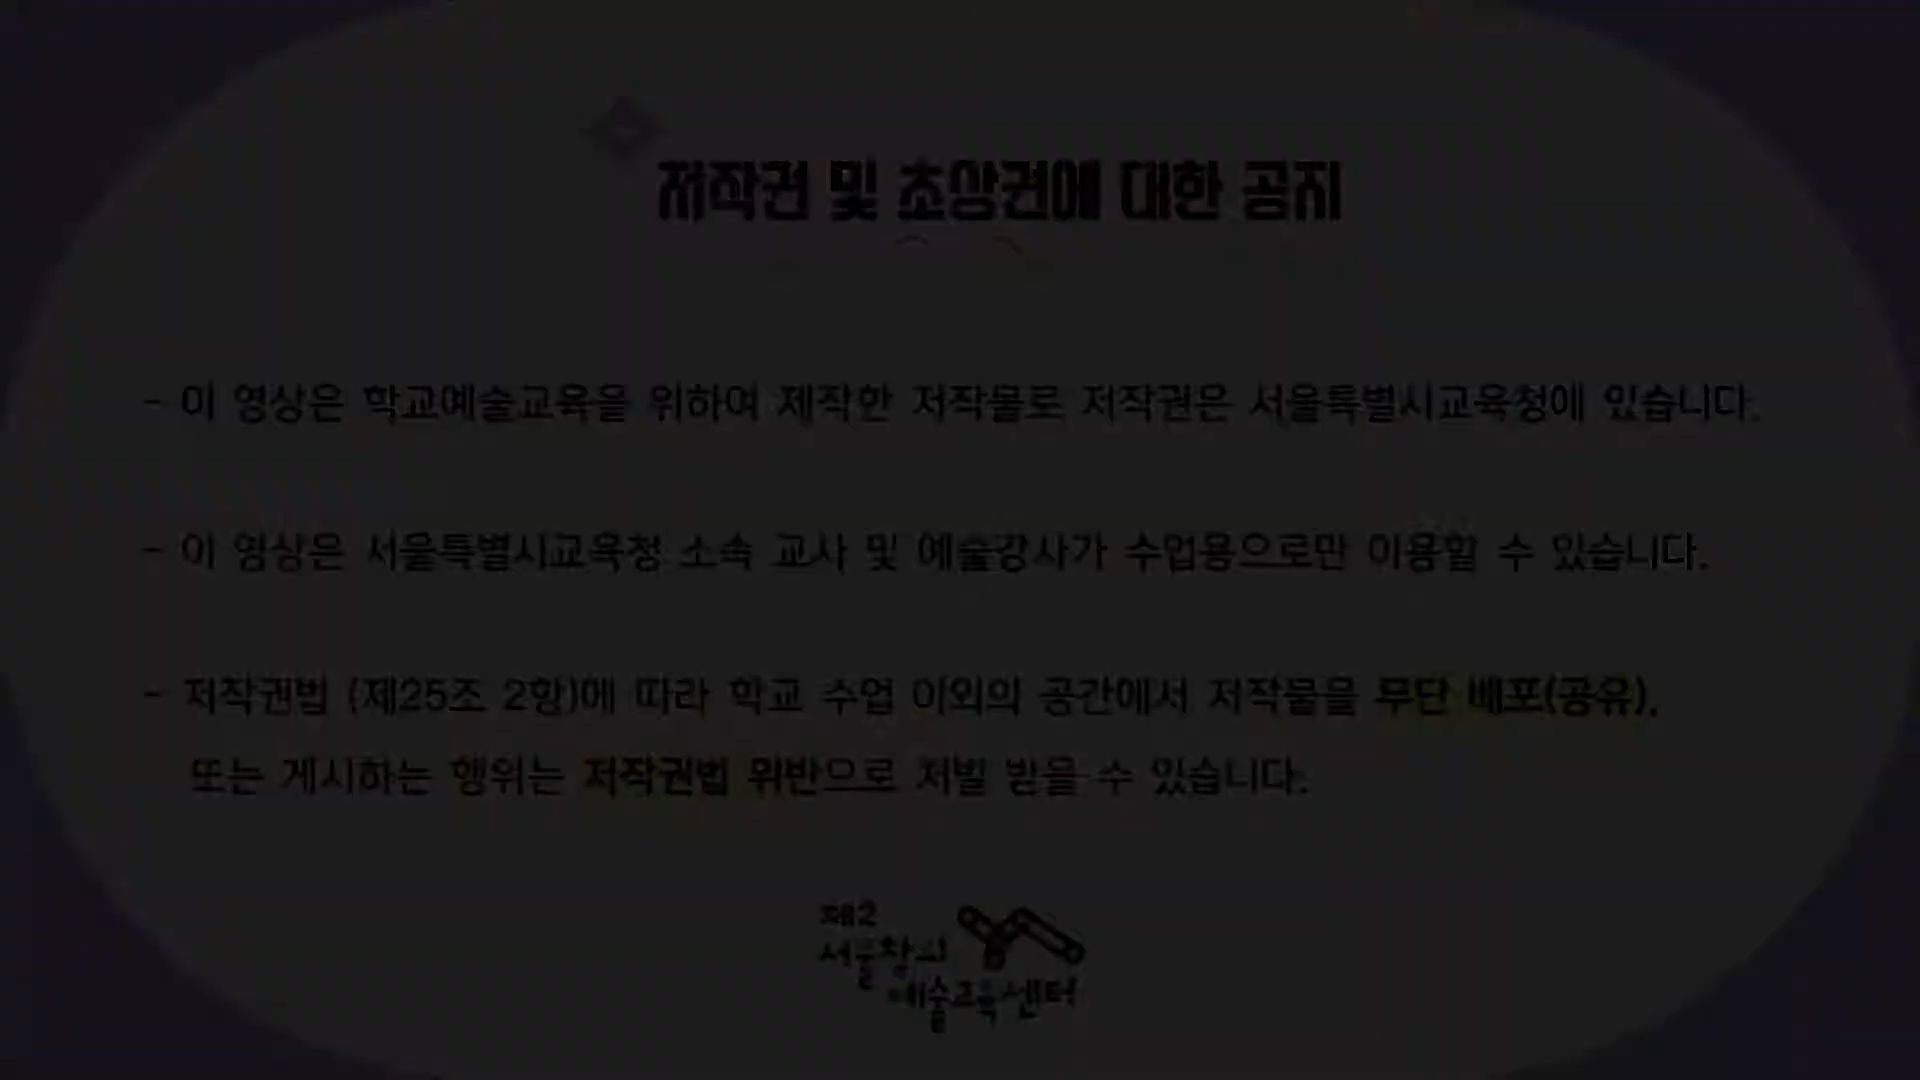 저작권 및 초상권에 대한 공지
- 이 영상은 학교예술교육을 위하여 제작한 저작물로 저작권은 서울특별시교육청에 있습니다.
- 이 영상은 서울특별시교육청 소속 교사 및 예술강사가 수업용으로만 이용할 수 있습니다.
- 저작권법 (제25조 2항)에 따라 학교 수업 이외의 공간에서 저작물을 무단 배포(공유),
또는 게시하는 행위는 저작권법 위반으로 처벌 받을 수 있습니다.
제2
서울창의
예술교육센터